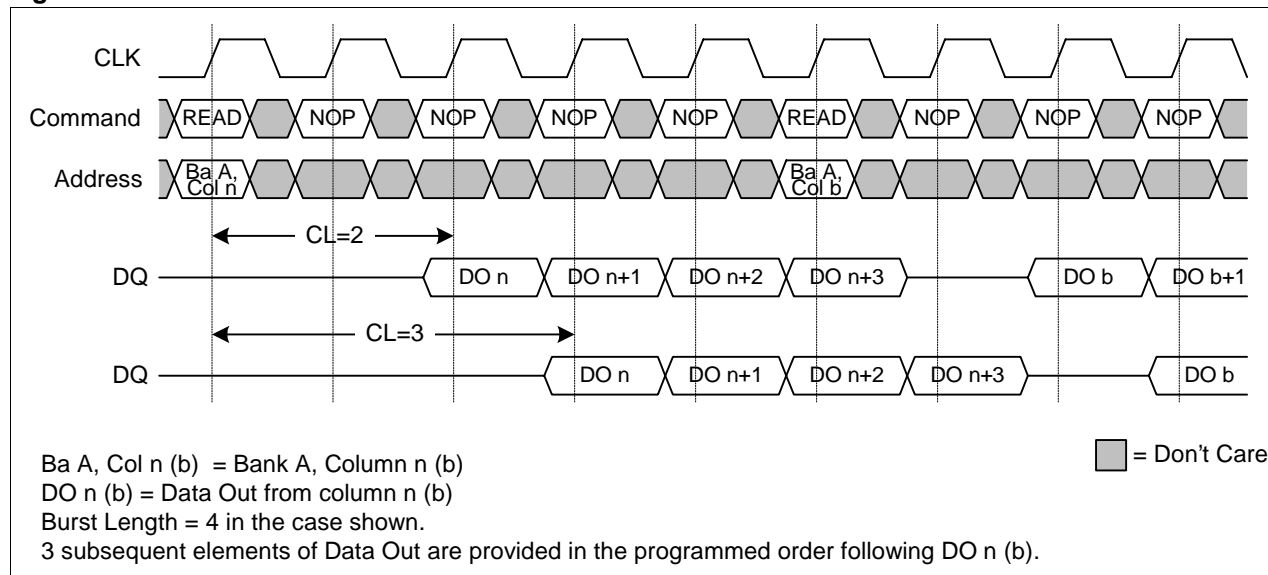 CLK
Command READ NOP NOP NOP NOP READ NOP NOP NOP
Address Ba A, Col n Ba A, Col b
CL=2
DQ DO n DO n+1 DO n+2 DO n+3 DO b DO b+1
CL=3
DQ DO n DO n+1 DO n+2 DO n+3 DO b
Ba A, Col n (b) = Bank A, Column n (b)
= Don't Care
DO n (b) = Data Out from column n (b)
Burst Length = 4 in the case shown.
3 subsequent elements of Data Out are provided in the programmed order following DO n (b).